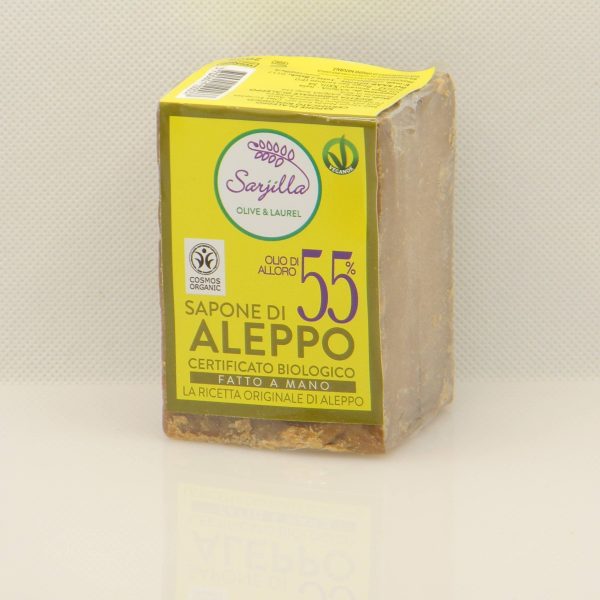 Sarjilla
OLIVE & LAUREL
VEGANOK
COSMOS
ORGANIC
OLIO DI
ALLORO
55%
SAPONE DI
ALEPPO
CERTIFICATO BIOLOGICO
FATTO A MANO
LA RICETTA ORIGINALE DI ALEPPO